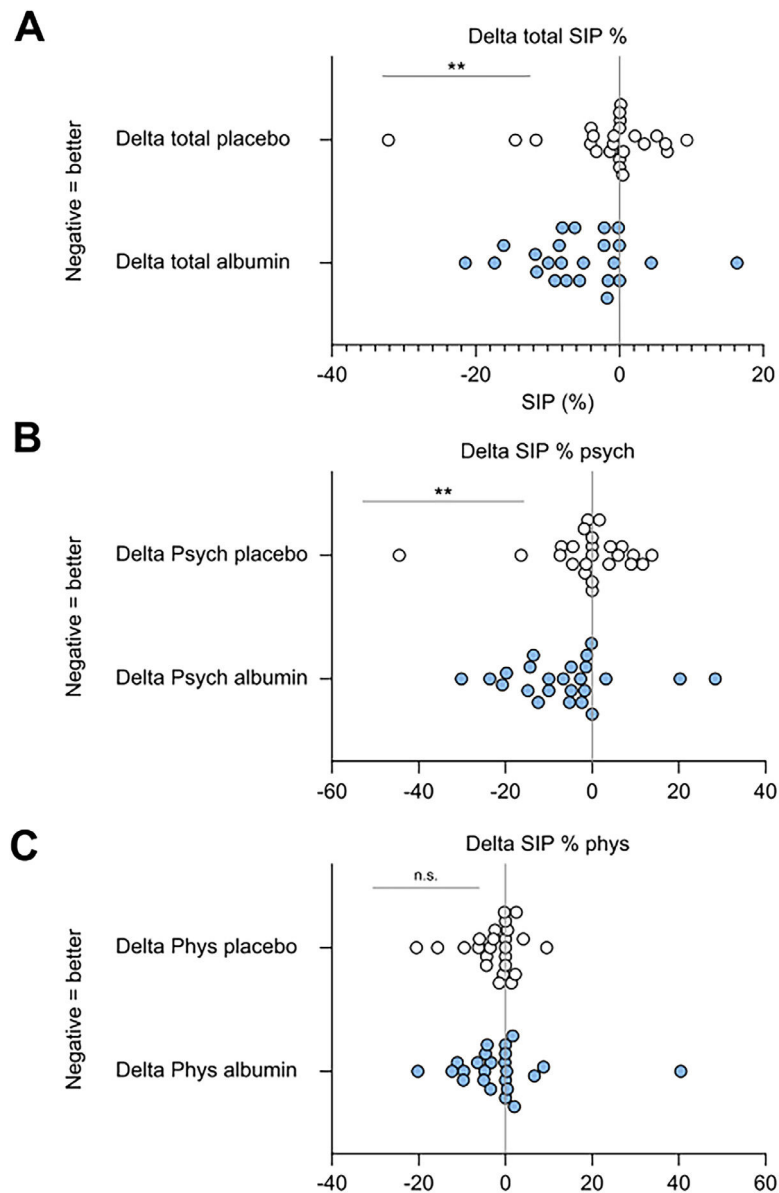 A
Delta total SIP %
**
Delta total placebo
Negative = better
Delta total albumin
-40 -20 0 20
SIP (%)
B
Delta SIP % psych
**
Delta Psych placebo
Negative = better
Delta Psych albumin
-60 -40 -20 0 20 40
C
Delta SIP % phys
n.s.
Delta Phys placebo
Negative = better
Delta Phys albumin
-40 -20 0 20 40 60